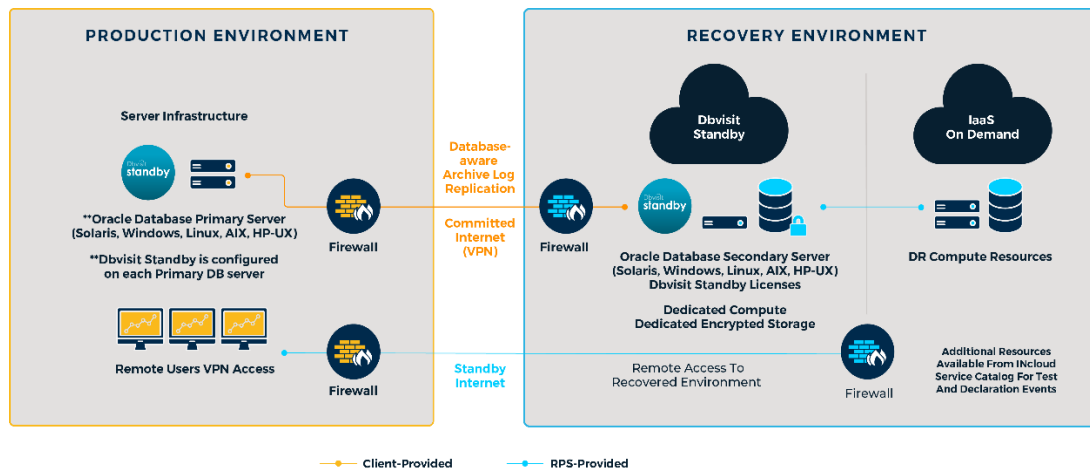 PRODUCTION ENVIRONMENT
Server Infrastructure
Dbvisit
standby
**Oracle Database Primary Server
(Solaris, Windows, Linux, AIX, HP-UX)
**Dbvisit Standby is configured
on each Primary DB server
Firewall
Remote Users VPN Access
Firewall
Database-
aware
Archive Log
Replication
Committed
Internet
(VPN)
Standby
Internet
RECOVERY ENVIRONMENT
Firewall
Dbvisit
Standby
Dbvisit
standby
Oracle Database Secondary Server
(Solaris, Windows, Linux, AIX, HP-UX)
Dbvisit Standby Licenses
Dedicated Compute
Dedicated Encrypted Storage
Remote Access To
Recovered Environment
Firewall
IaaS
On Demand
DR Compute Resources
Additional Resources
Available From INcloud
Service Catalog For Test
And Declaration Events
Client-Provided
RPS-Provided